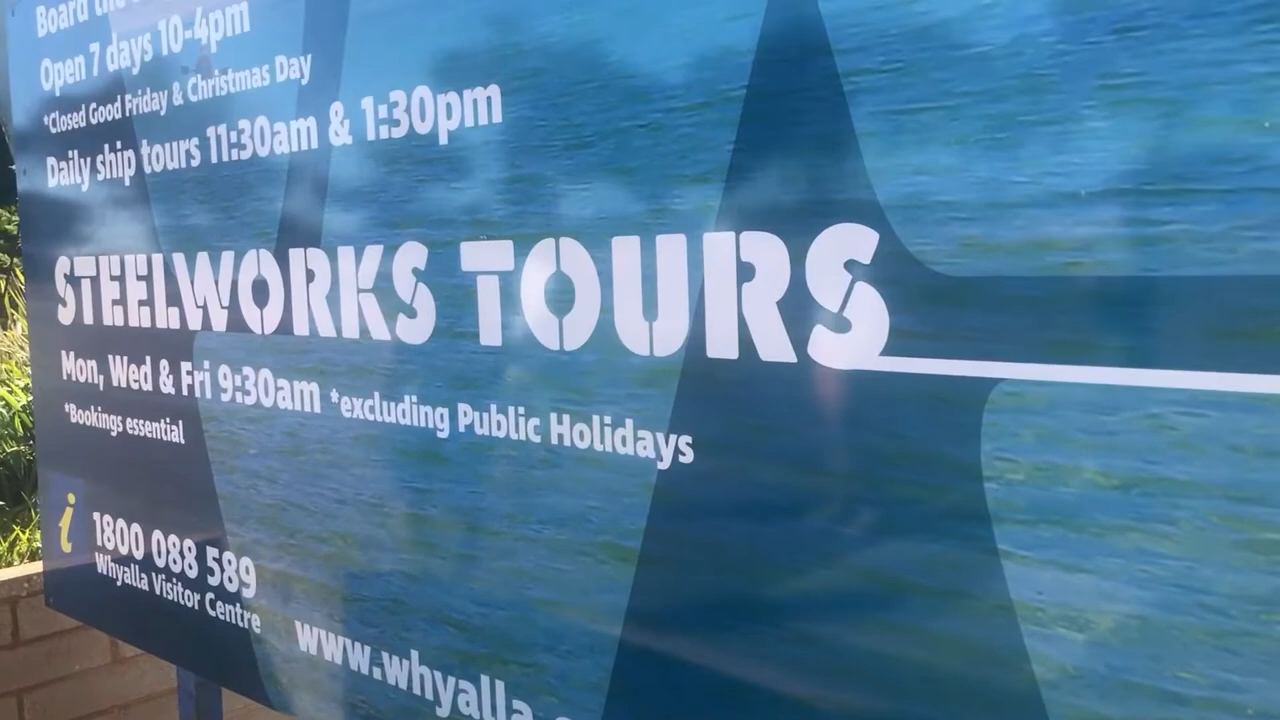 Board the
Open 7 days 10-4pm
*Closed Good Friday & Christmas Day
Daily ship tours 11:30am & 1:30pm
STEELWORKS TOURS
Mon, Wed & Fri 9:30am *excluding Public Holidays
*Bookings essential
i 1800 088 589
Whyalla Visitor Centre
www.whyalla.